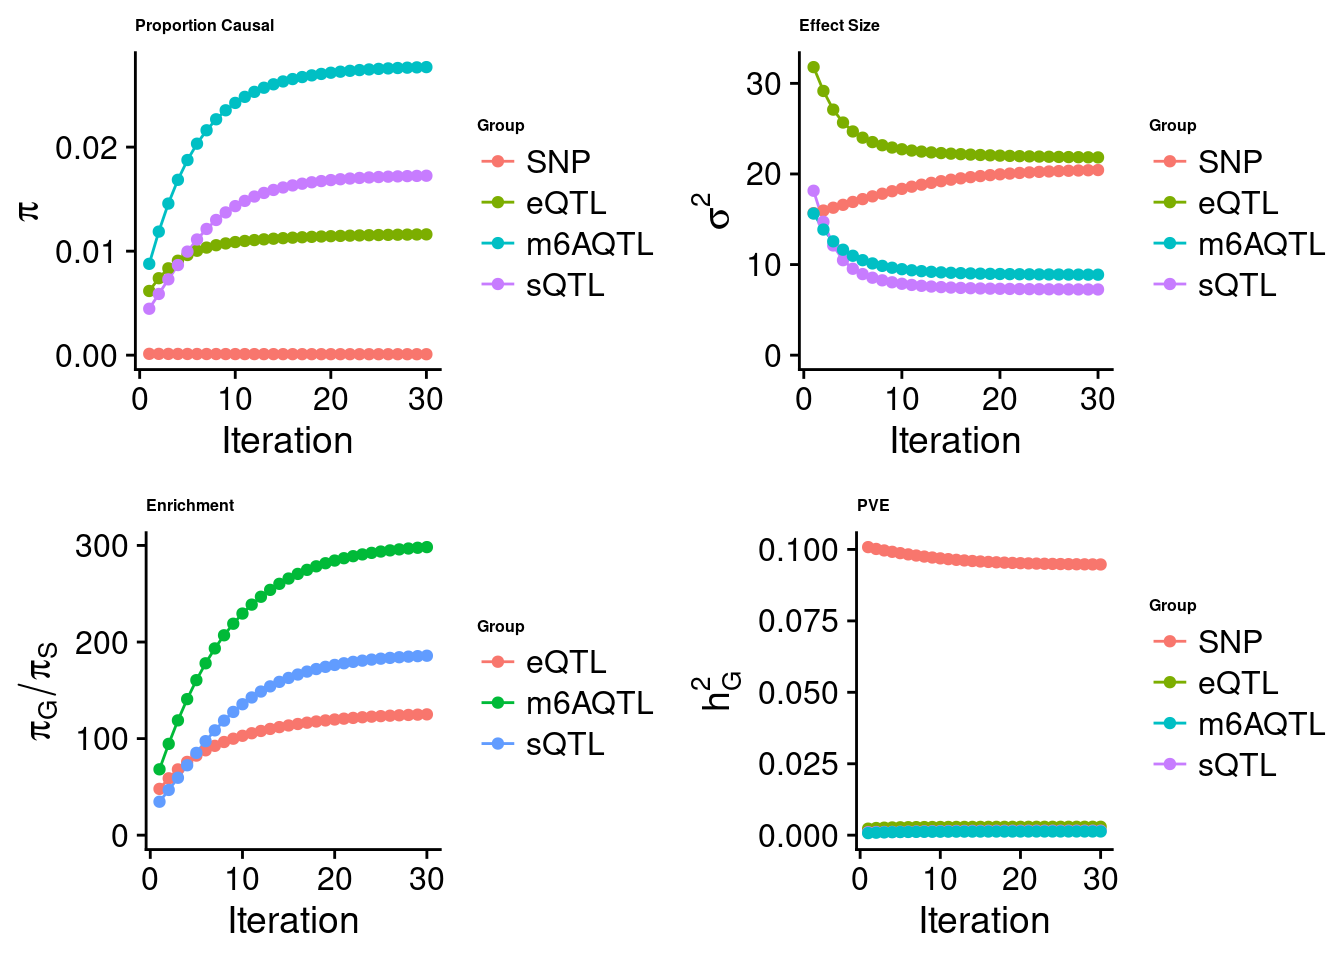 Proportion Causal
π
0.02
0.01
0.00
0 10 20 30
Iteration
Group
SNP
eQTL
m6AQTL
sQTL
Effect Size
σ²
30
20
10
0
0 10 20 30
Iteration
Group
SNP
eQTL
m6AQTL
sQTL
Enrichment
π_G/π_S
300
200
100
0
0 10 20 30
Iteration
Group
eQTL
m6AQTL
sQTL
PVE
h²_G
0.100
0.075
0.050
0.025
0.000
0 10 20 30
Iteration
Group
SNP
eQTL
m6AQTL
sQTL